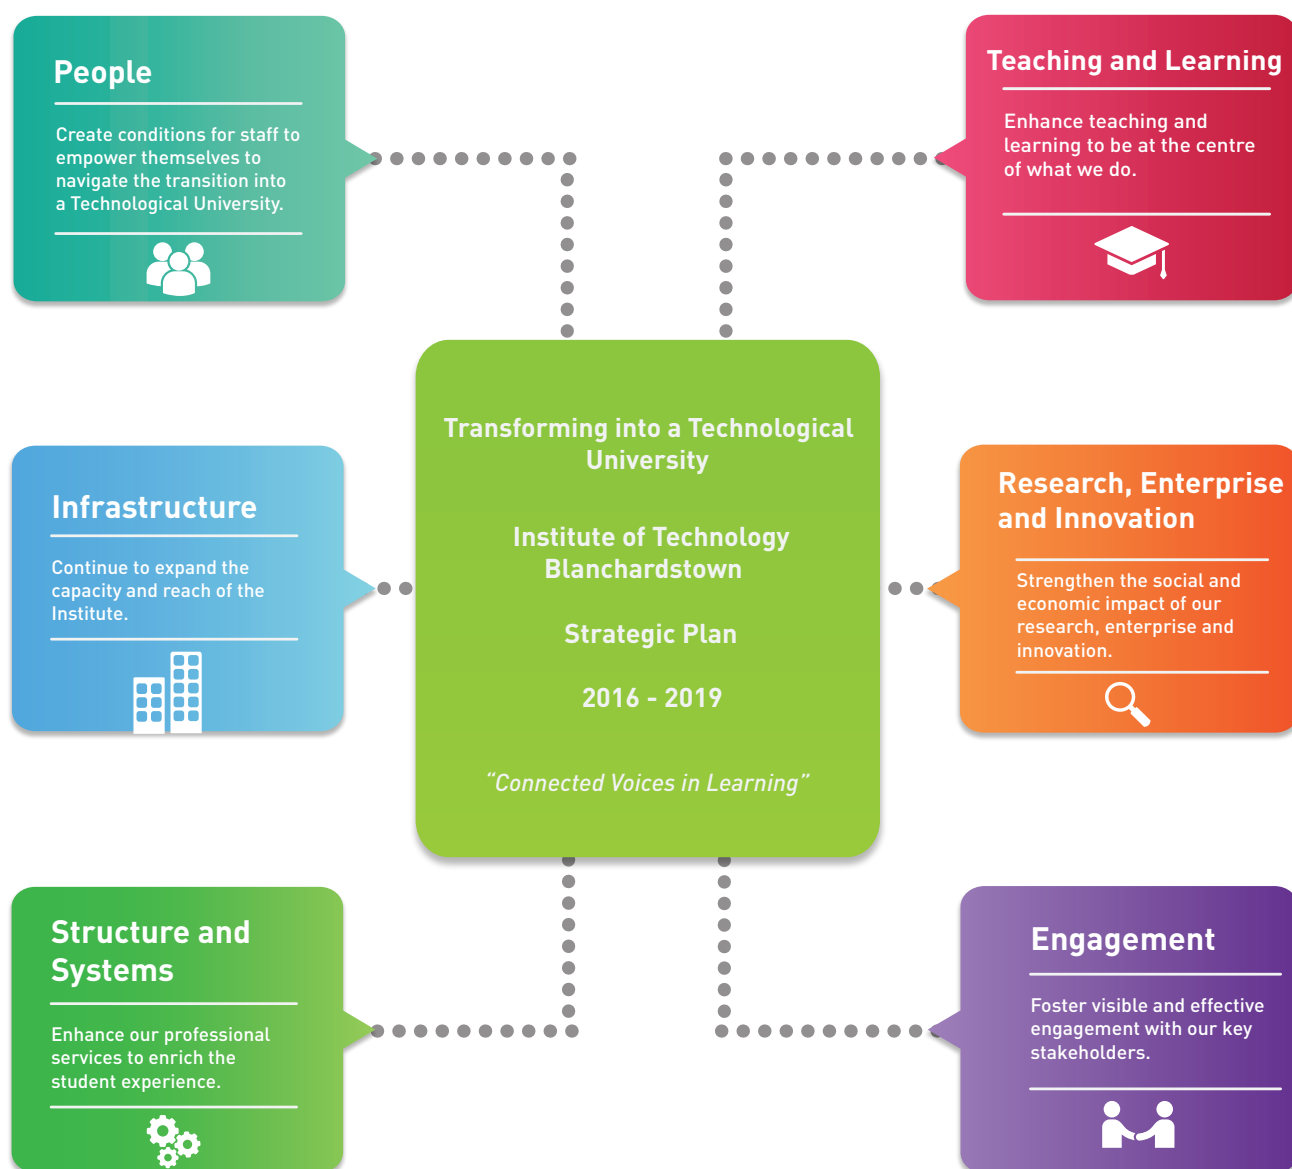 People
Create conditions for staff to
empower themselves to
navigate the transition into
a Technological University.
Teaching and Learning
Enhance teaching and
learning to be at the centre
of what we do.
Transforming into a Technological
University
Institute of Technology
Blanchardstown
Strategic Plan
2016 - 2019
“Connected Voices in Learning”
Infrastructure
Continue to expand the
capacity and reach of the
Institute.
Research, Enterprise
and Innovation
Strengthen the social and
economic impact of our
research, enterprise and
innovation.
Structure and
Systems
Enhance our professional
services to enrich the
student experience.
Engagement
Foster visible and effective
engagement with our key
stakeholders.